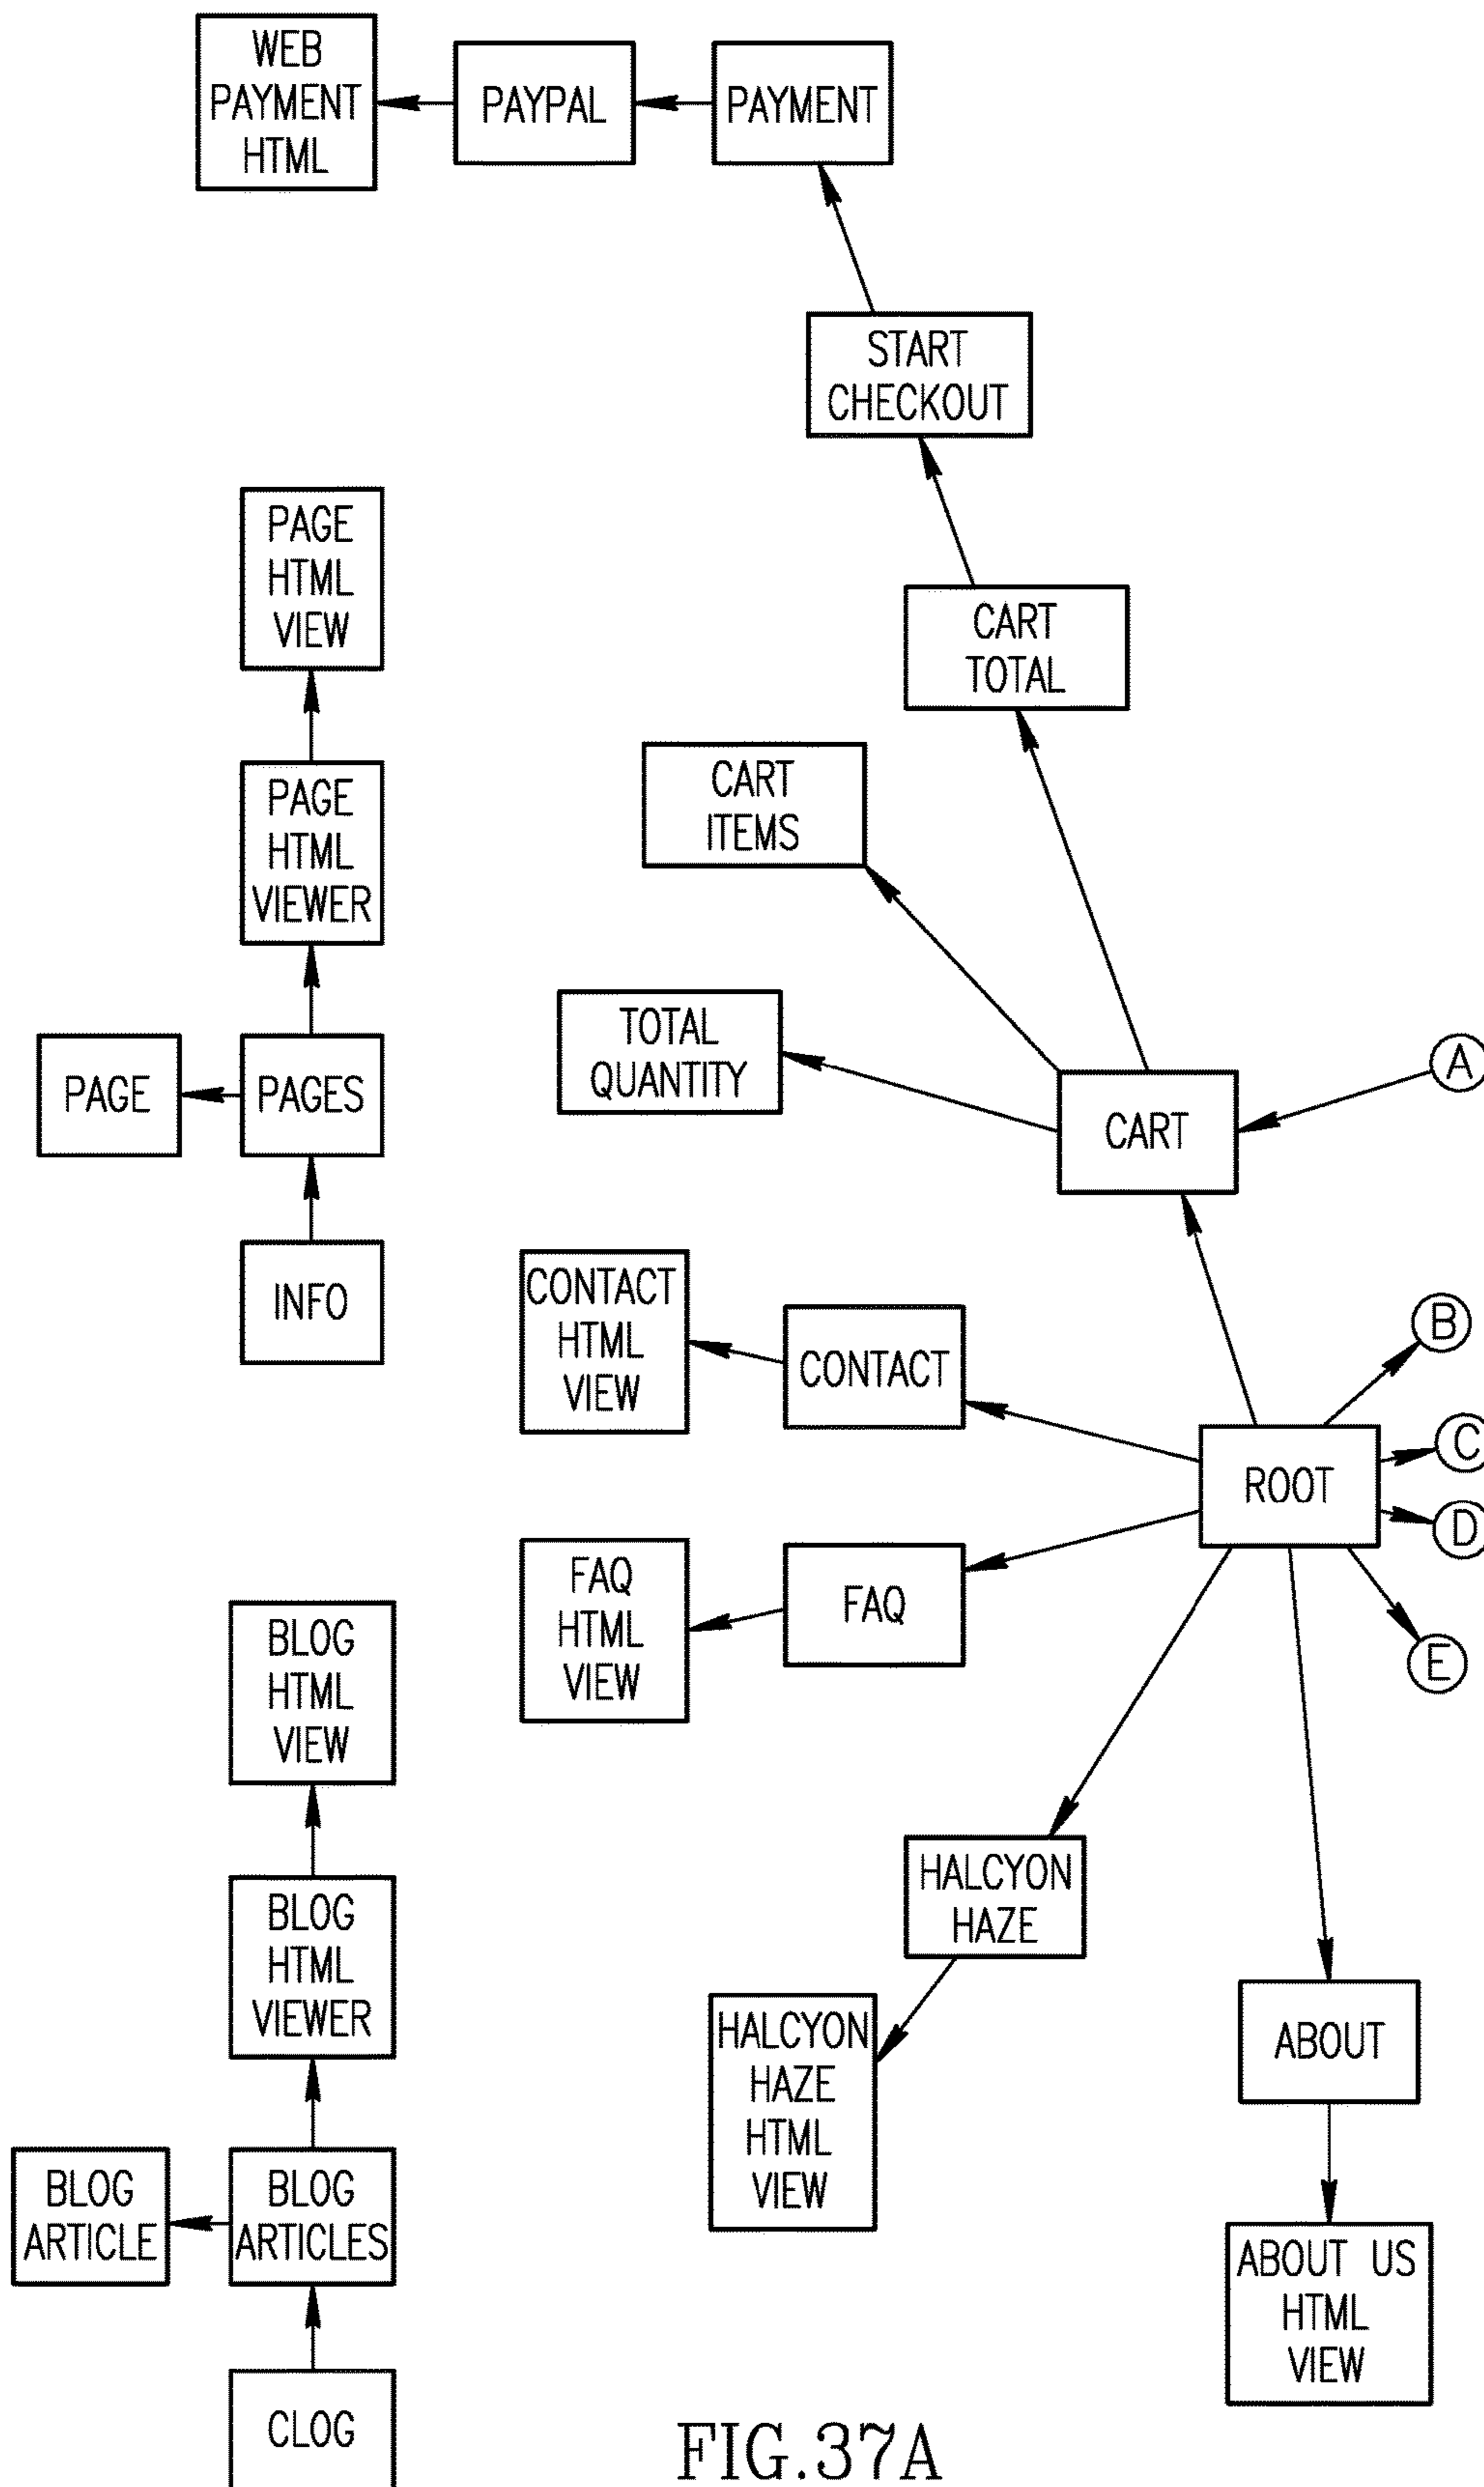 WEB
PAYMENT
HTML
PAYPAL
PAYMENT
START
CHECKOUT
PAGE
HTML
VIEW
CART
TOTAL
CART
ITEMS
PAGE
HTML
VIEWER
TOTAL
QUANTITY
PAGE
PAGES
CART
A
INFO
CONTACT
HTML
VIEW
CONTACT
B
ROOT
C
D
E
FAQ
HTML
VIEW
FAQ
BLOG
HTML
VIEW
HALCYON
HAZE
BLOG
HTML
VIEWER
HALCYON
HAZE
HTML
VIEW
ABOUT
BLOG
ARTICLE
BLOG
ARTICLES
ABOUT US
HTML
VIEW
CLOG
FIG.37A